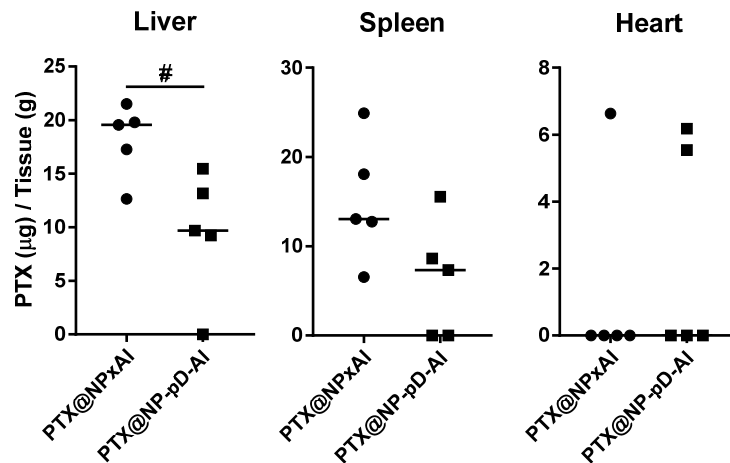 Liver
Spleen
Heart
PTX (μg) / Tissue (g)
25
20
15
10
5
0
#
PTX@NPxAl
PTX@NP-pD-Al
30
20
10
0
PTX@NPxAl
PTX@NP-pD-Al
8
6
4
2
0
PTX@NPxAl
PTX@NP-pD-Al